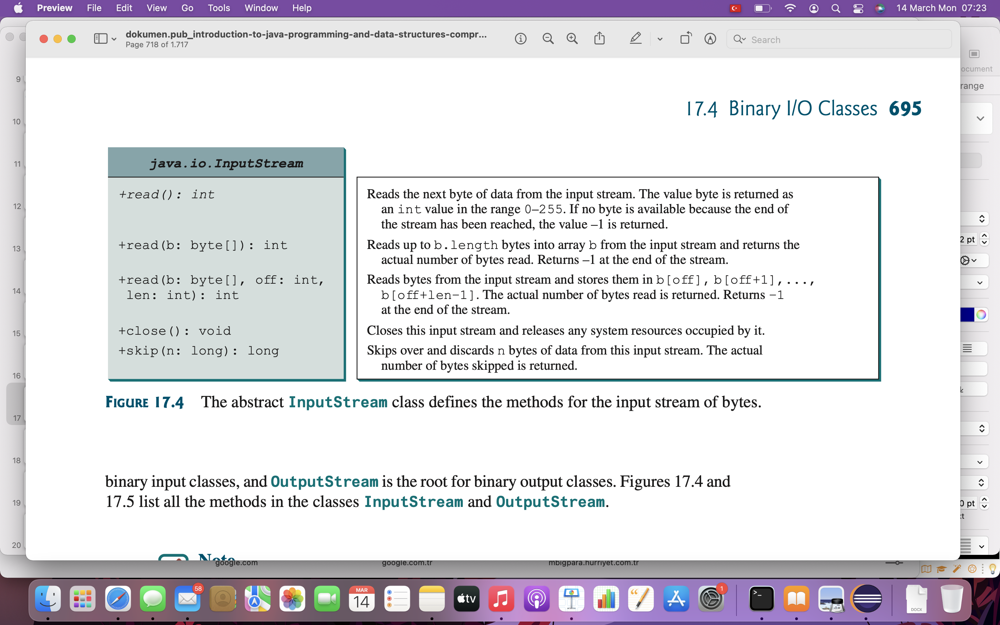 Preview File Edit View Go Tools Window Help
14 March Mon 07:23
dokumen.pub_introduction-to-java-programming-and-data-structures-compr...
Page 718 of 1.717
Search
ocument
range
9
10
11
12
13
14
15
16
17
18
19
20
2 pt
0 pt
xt
17.4 Binary I/O Classes 695
java.io.InputStream
+read(): int
Reads the next byte of data from the input stream. The value byte is returned as
an int value in the range 0–255. If no byte is available because the end of
the stream has been reached, the value –1 is returned.
+read(b: byte[]): int
Reads up to b.length bytes into array b from the input stream and returns the
actual number of bytes read. Returns –1 at the end of the stream.
+read(b: byte[], off: int,
len: int): int
Reads bytes from the input stream and stores them in b[off], b[off+1],...,
b[off+len−1]. The actual number of bytes read is returned. Returns −1
at the end of the stream.
+close(): void
Closes this input stream and releases any system resources occupied by it.
+skip(n: long): long
Skips over and discards n bytes of data from this input stream. The actual
number of bytes skipped is returned.
FIGURE 17.4 The abstract InputStream class defines the methods for the input stream of bytes.
binary input classes, and OutputStream is the root for binary output classes. Figures 17.4 and
17.5 list all the methods in the classes InputStream and OutputStream.
Note
google.com google.com.tr mbigpara.hurriyet.com.tr
58
MAR
14
tv
1
DOCX